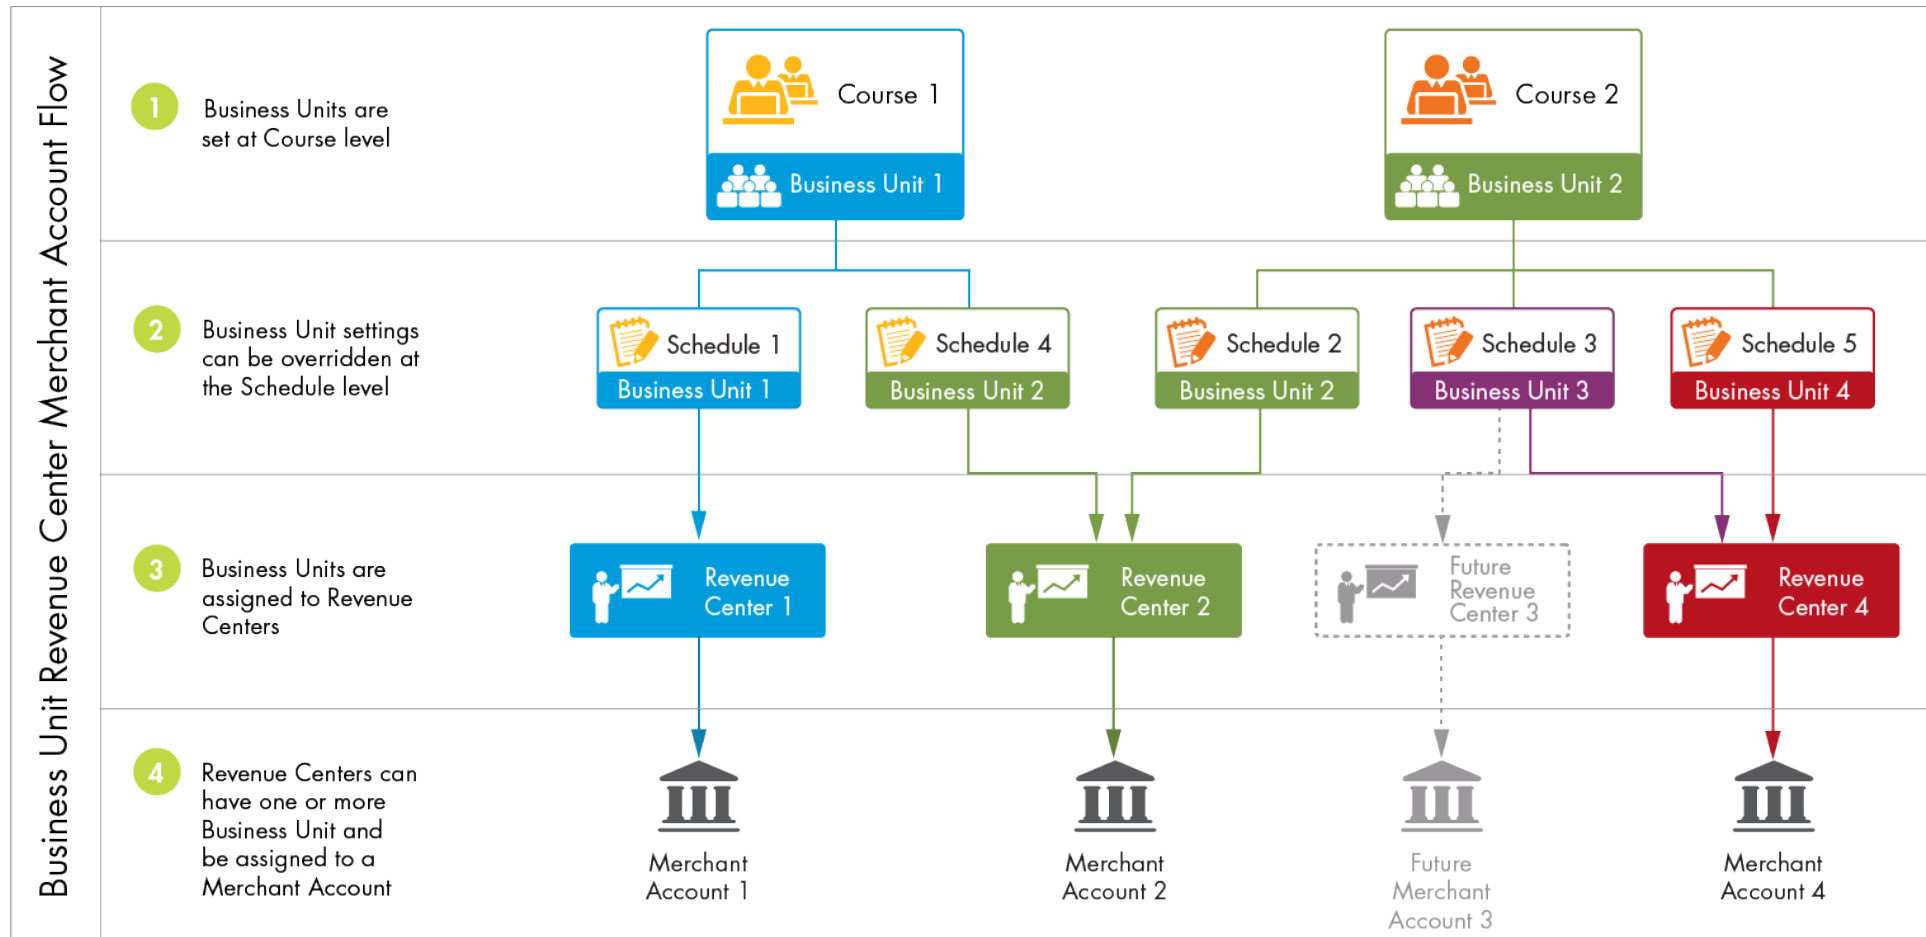 Business Unit Revenue Center Merchant Account Flow
1
Business Units are
set at Course level
Course 1
Business Unit 1
Course 2
Business Unit 2
2
Business Unit settings
can be overridden at
the Schedule level
Schedule 1
Business Unit 1
Schedule 4
Business Unit 2
Schedule 2
Business Unit 2
Schedule 3
Business Unit 3
Schedule 5
Business Unit 4
3
Business Units are
assigned to Revenue
Centers
Revenue
Center 1
Revenue
Center 2
Future
Revenue
Center 3
Revenue
Center 4
4
Revenue Centers can
have one or more
Business Unit and
be assigned to a
Merchant Account
Merchant
Account 1
Merchant
Account 2
Future
Merchant
Account 3
Merchant
Account 4